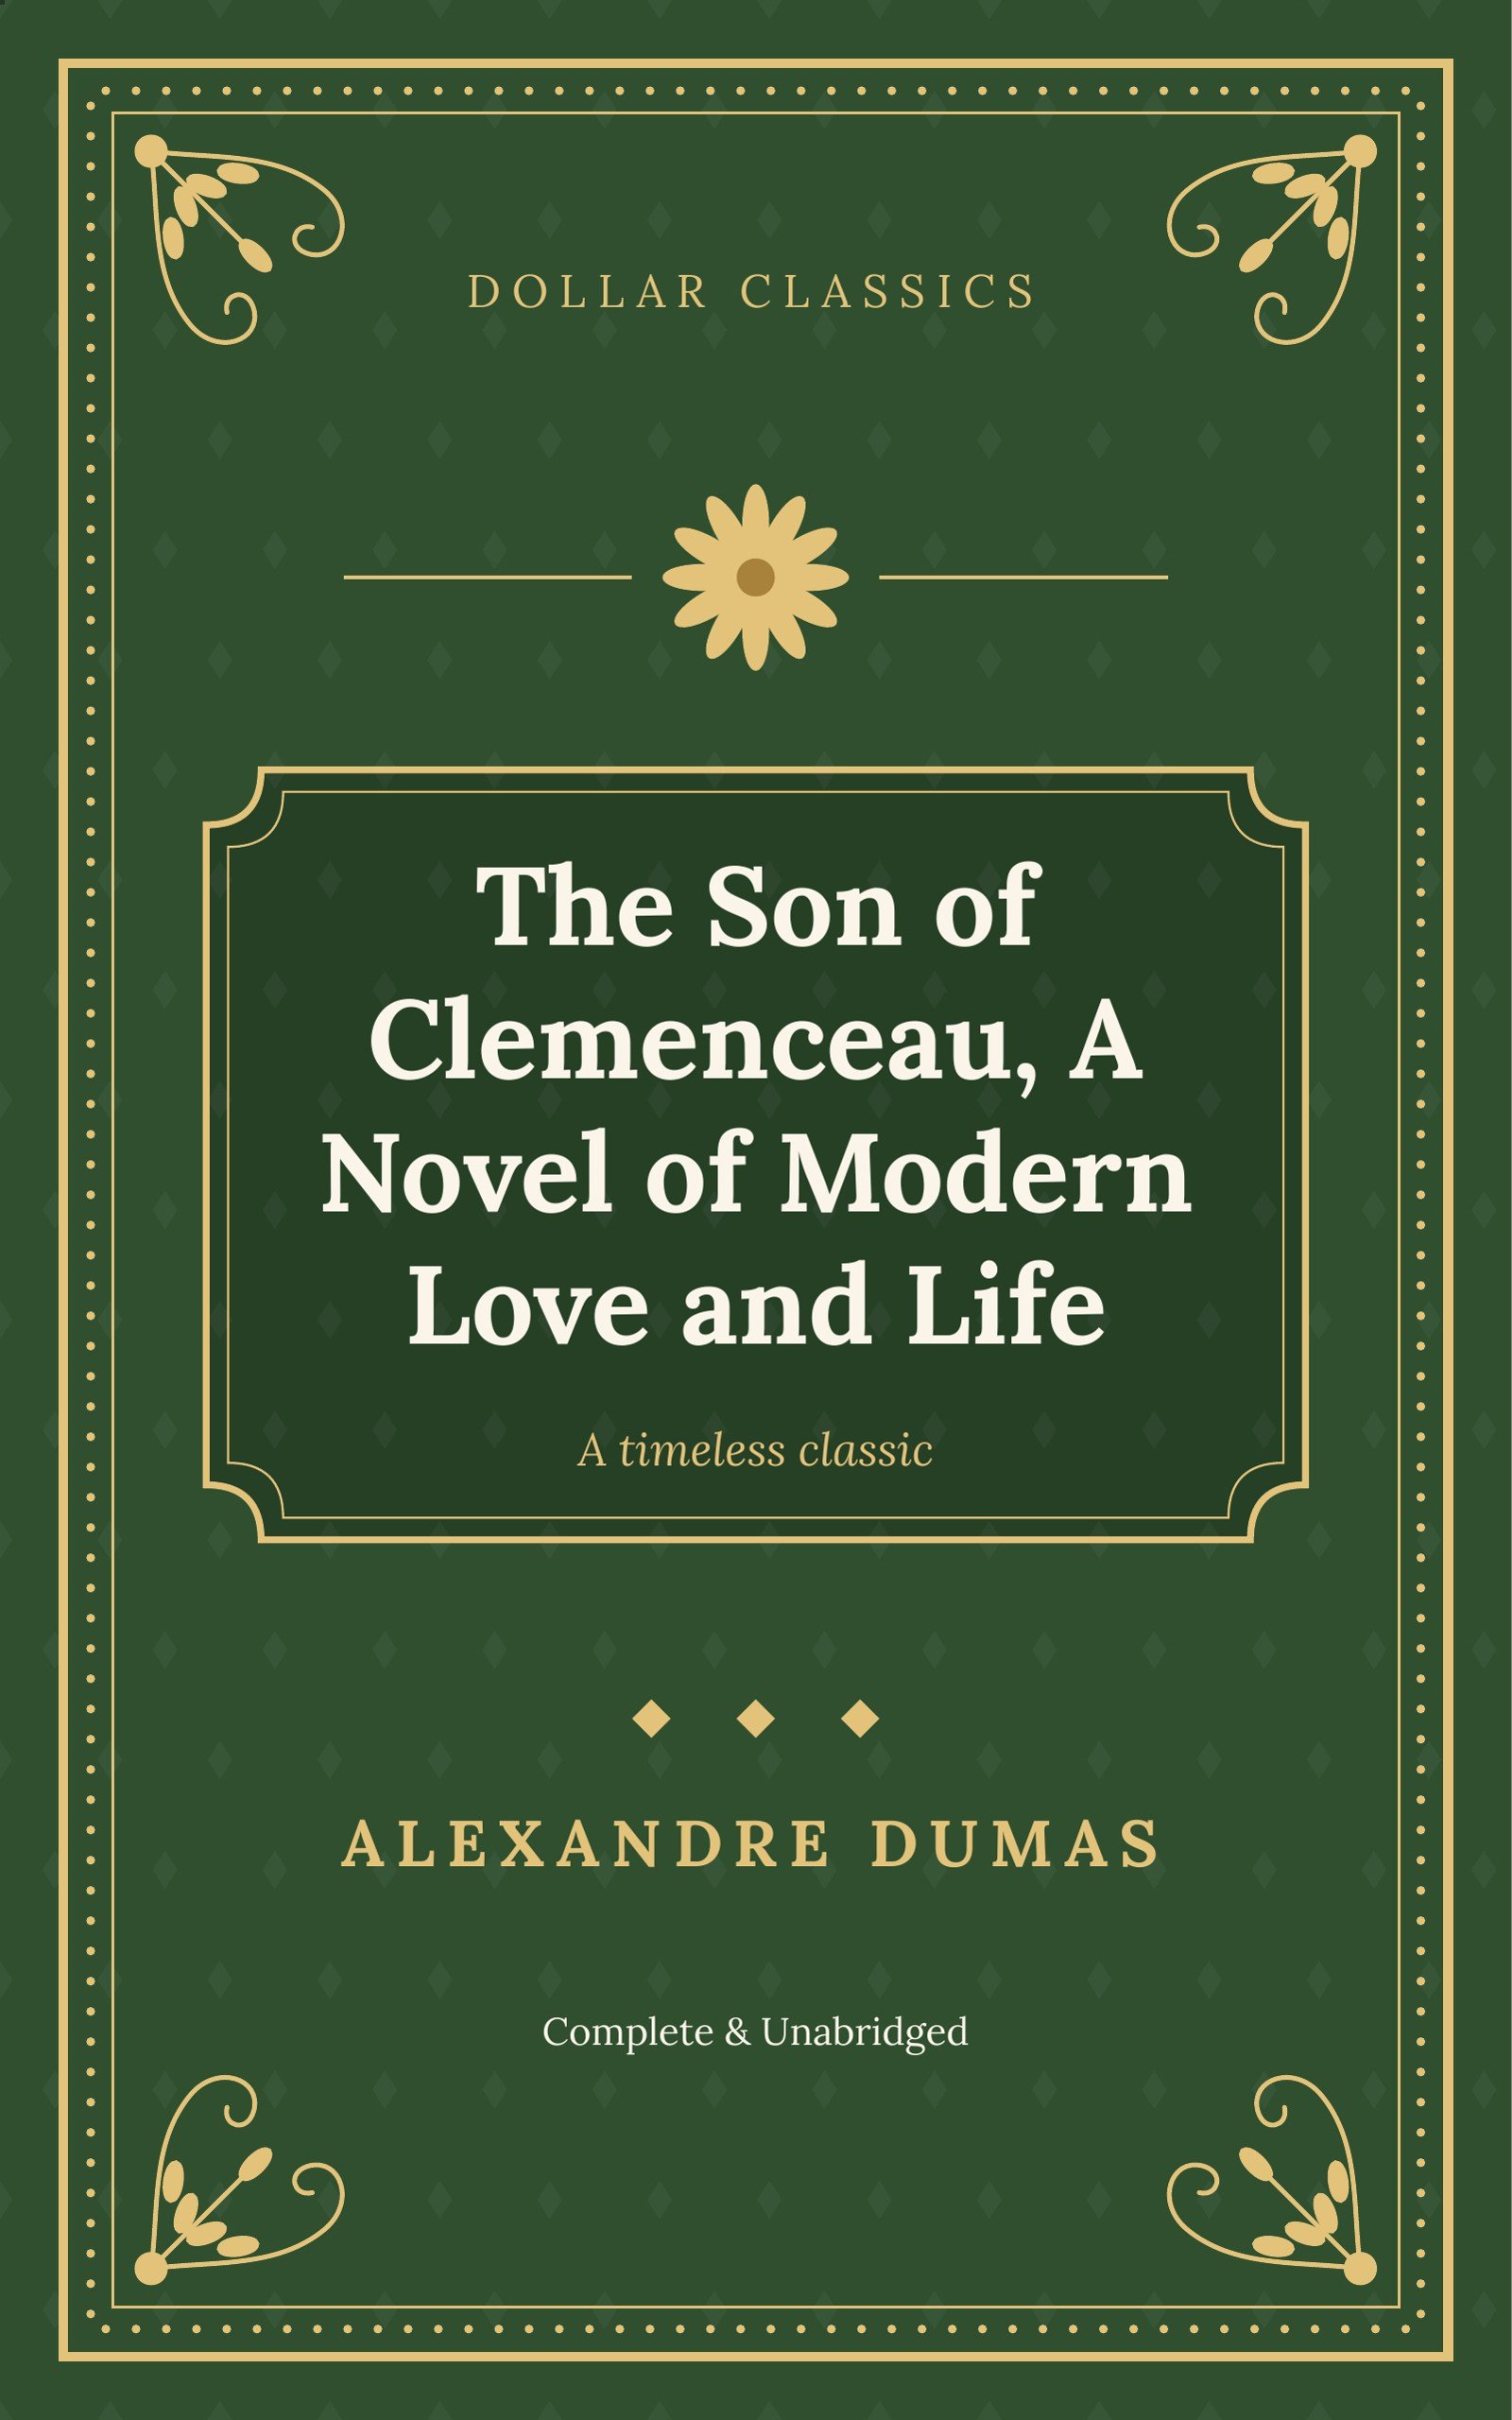 DOLLAR CLASSICS
The Son of
Clemenceau, A
Novel of Modern
Love and Life
A timeless classic
ALEXANDRE DUMAS
Complete & Unabridged